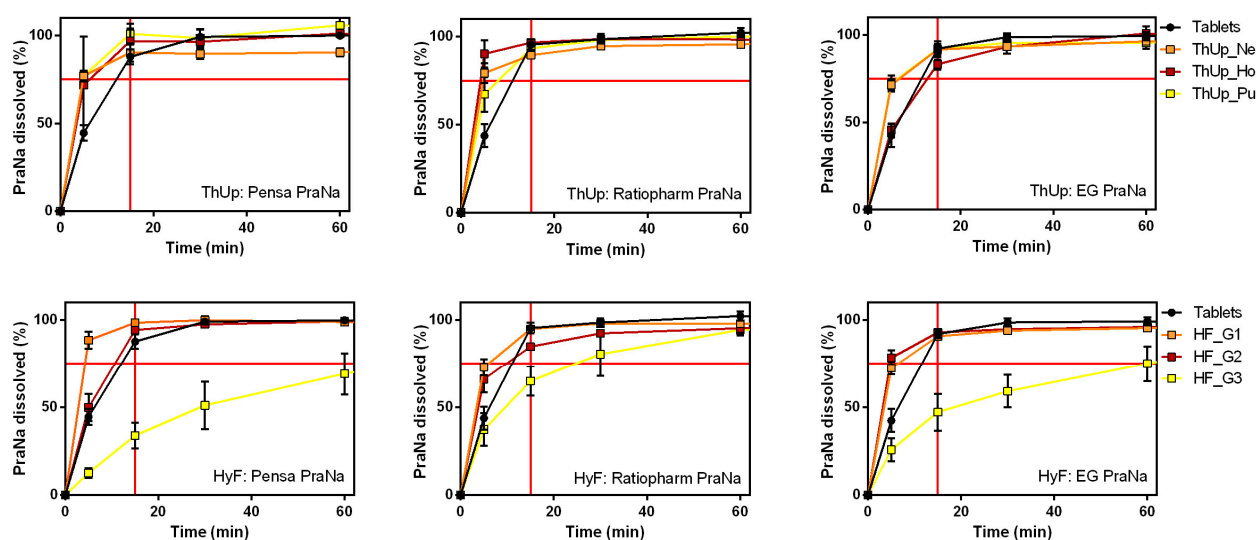 PraNa dissolved (%)
100
50
0
ThUp: Pensa PraNa
0 20 40 60
Time (min)
PraNa dissolved (%)
100
50
0
ThUp: Ratiopharm PraNa
0 20 40 60
Time (min)
PraNa dissolved (%)
100
50
0
ThUp: EG PraNa
0 20 40 60
Time (min)
Tablets
ThUp_Ne
ThUp_Ho
ThUp_Pu
PraNa dissolved (%)
100
50
0
HyF: Pensa PraNa
0 20 40 60
Time (min)
PraNa dissolved (%)
100
50
0
HyF: Ratiopharm PraNa
0 20 40 60
Time (min)
PraNa dissolved (%)
100
50
0
HyF: EG PraNa
0 20 40 60
Time (min)
Tablets
HF_G1
HF_G2
HF_G3